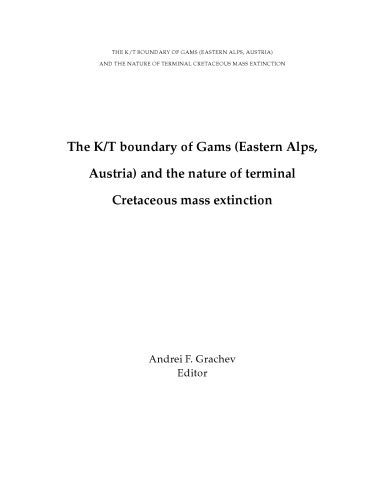 THE K/T BOUNDARY OF GAMS (EASTERN ALPS, AUSTRIA)
AND THE NATURE OF TERMINAL CRETACEOUS MASS EXTINCTION
The K/T boundary of Gams (Eastern Alps,
Austria) and the nature of terminal
Cretaceous mass extinction
Andrei F. Grachev
Editor